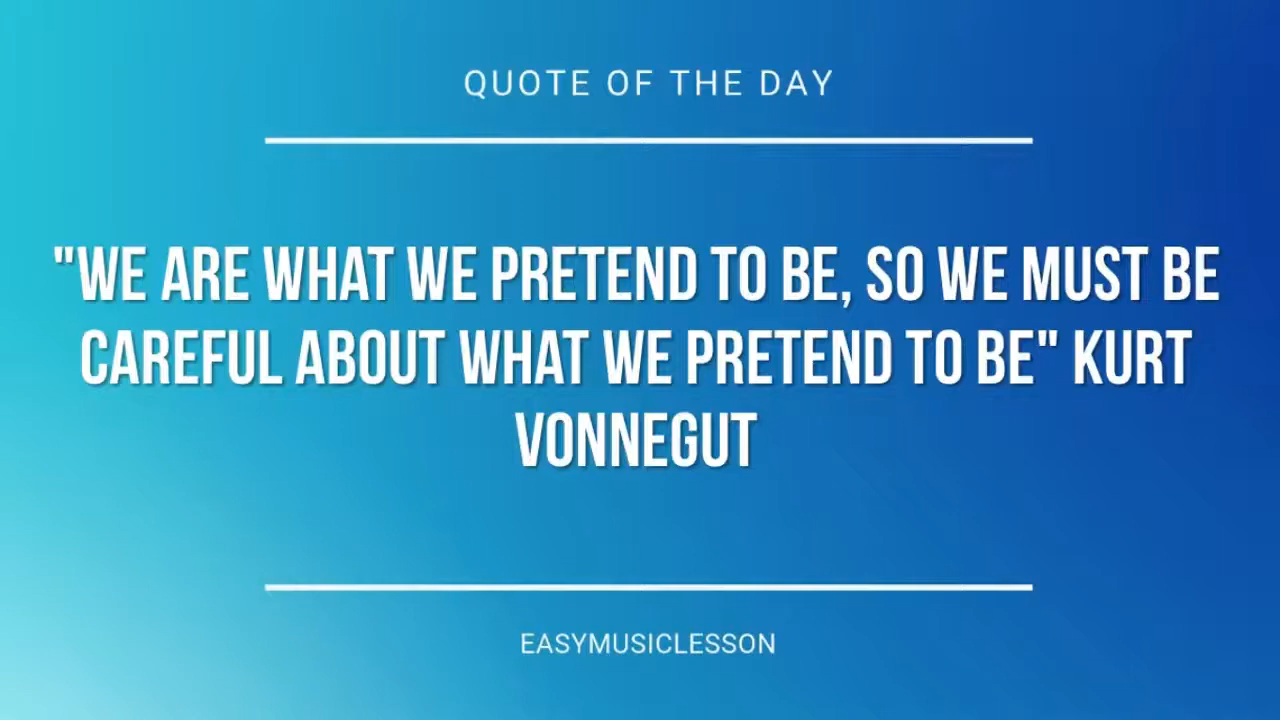 QUOTE OF THE DAY
"WE ARE WHAT WE PRETEND TO BE, SO WE MUST BE
CAREFUL ABOUT WHAT WE PRETEND TO BE" KURT
VONNEGUT
EASYMUSICLESSON